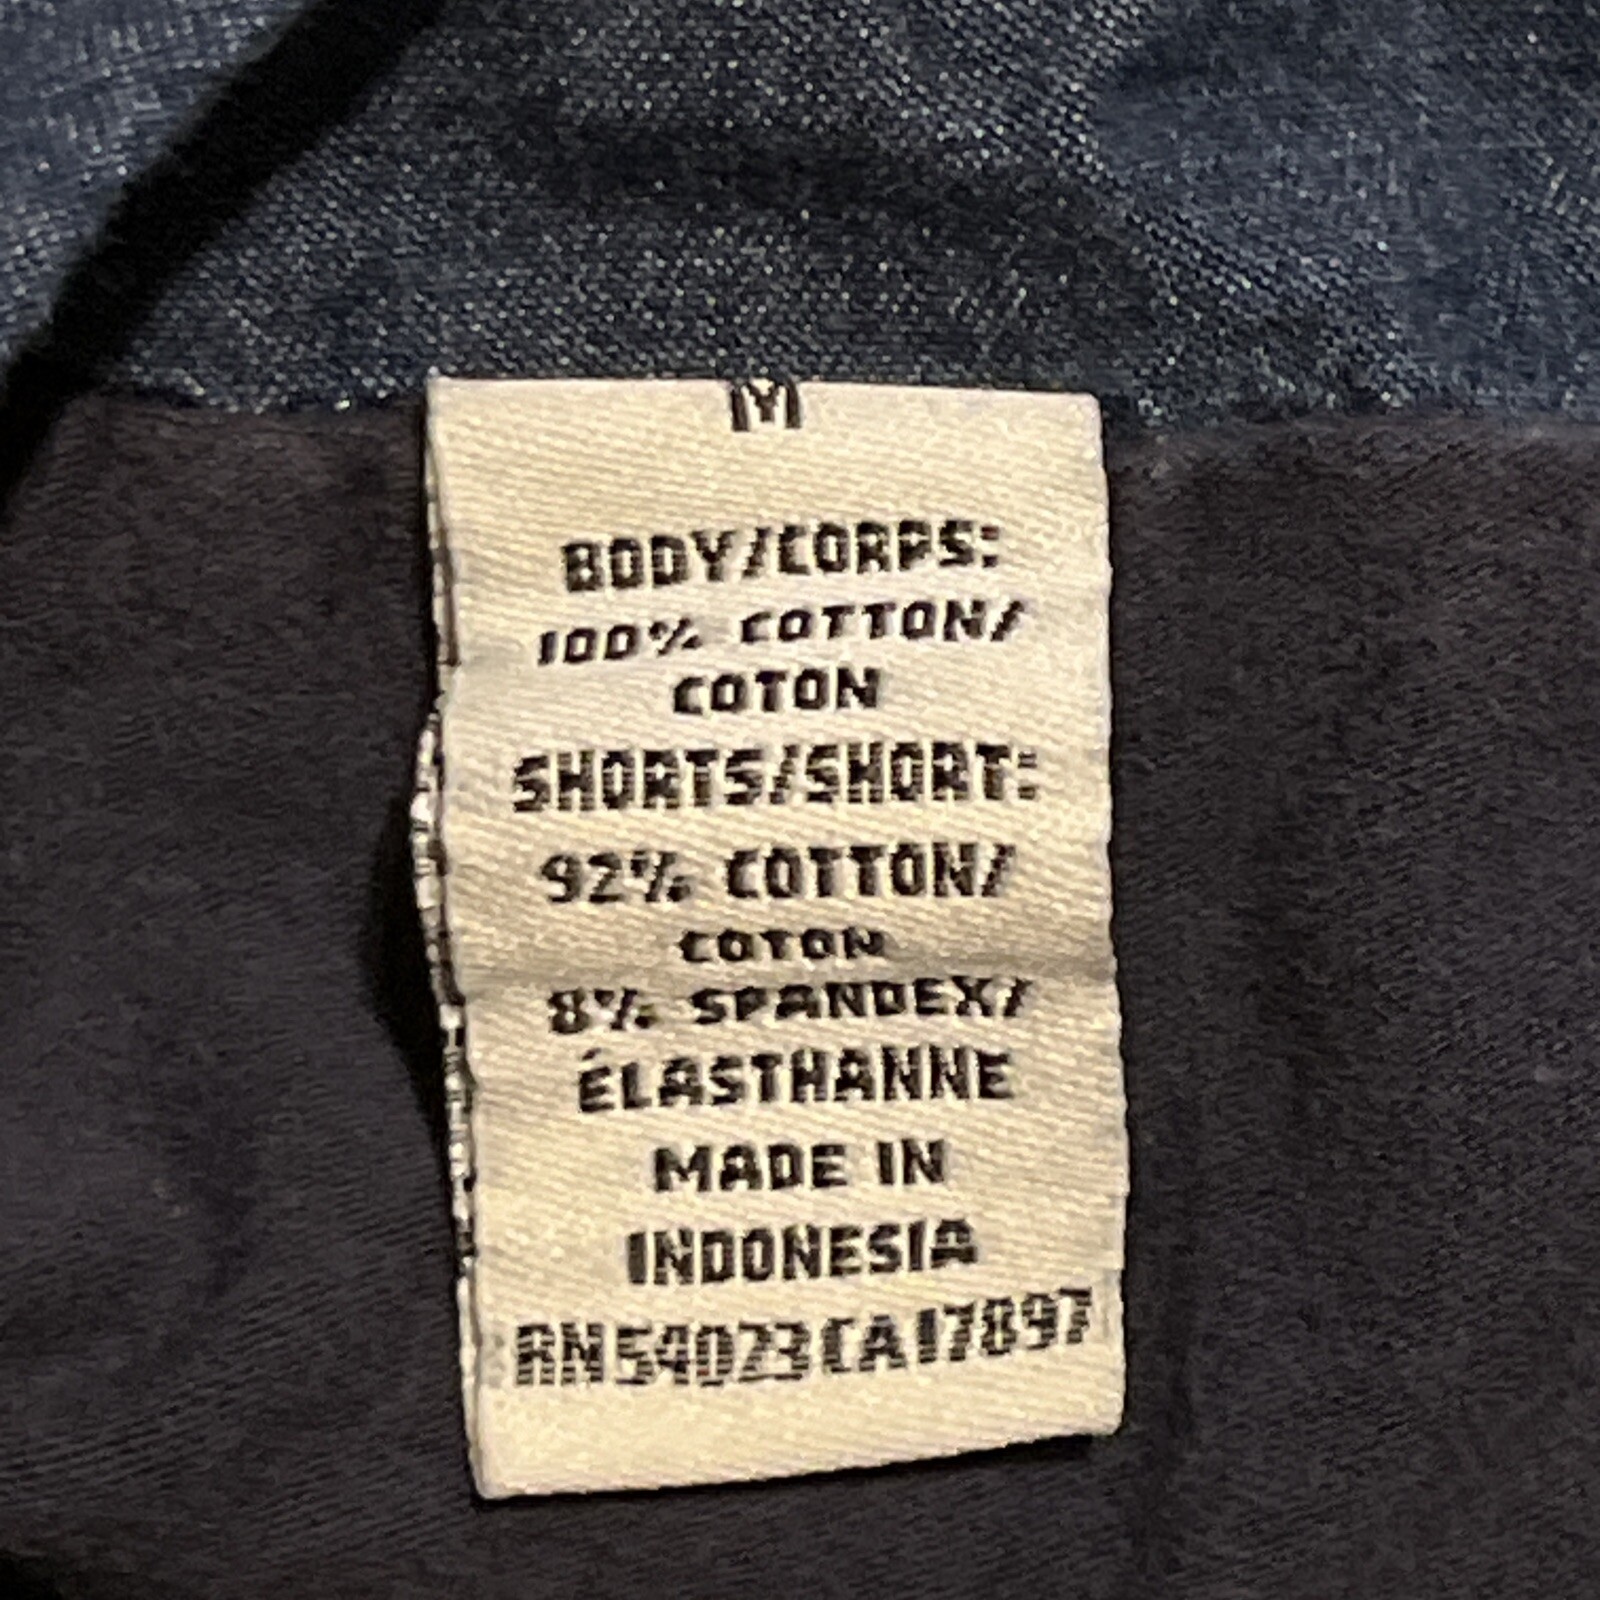 M
BODY/CORPS:
100% COTTON/
COTON
SHORTS/SHORT:
92% COTTON/
COTON
8% SPANDEX/
ÉLASTHANNE
MADE IN
INDONESIA
RN54023CA17897